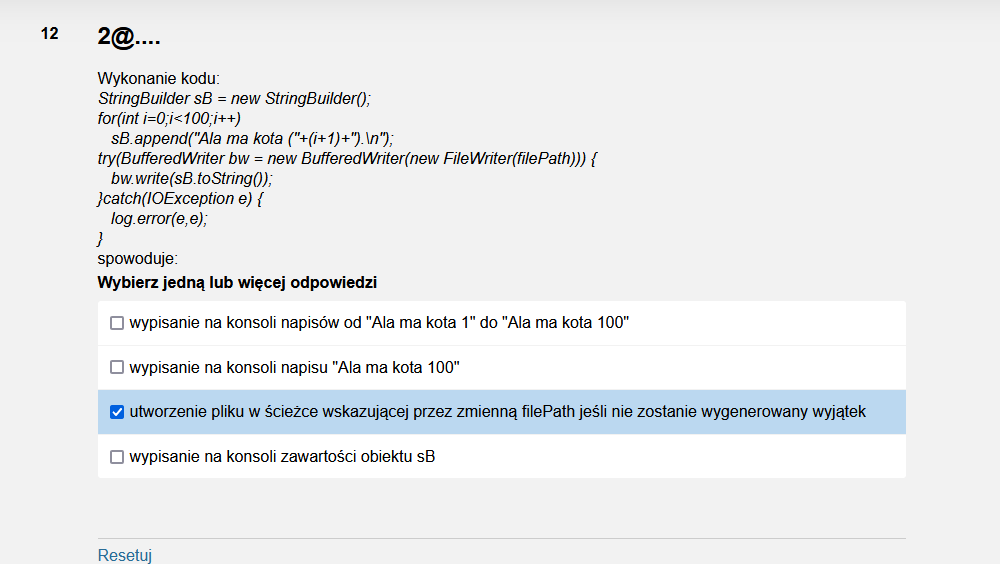 12
2@....
Wykonanie kodu:
StringBuilder sB = new StringBuilder();
for(int i=0;i<100;i++)
sB.append("Ala ma kota ("+(i+1)+").\n");
try(BufferedWriter bw = new BufferedWriter(new FileWriter(filePath))) {
bw.write(sB.toString());
}catch(IOException e) {
log.error(e,e);
}
spowoduje:
Wybierz jedną lub więcej odpowiedzi
wypisanie na konsoli napisów od "Ala ma kota 1" do "Ala ma kota 100"
wypisanie na konsoli napisu "Ala ma kota 100"
utworzenie pliku w ścieżce wskazującej przez zmienną filePath jeśli nie zostanie wygenerowany wyjątek
wypisanie na konsoli zawartości obiektu sB
Resetuj